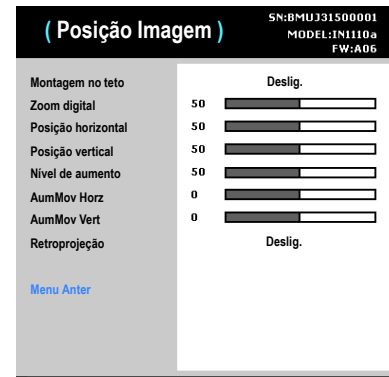 ( Posição Imagem )
SN:BMUJ31500001
MODEL:IN1110a
FW:A06
Montagem no teto Deslig.
Zoom digital 50
Posição horizontal 50
Posição vertical 50
Nível de aumento 50
AumMov Horz 0
AumMov Vert 0
Retroprojeção Deslig.
Menu Anter